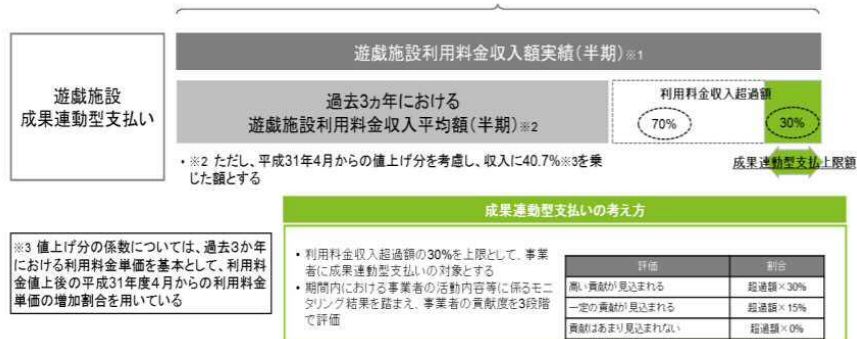 遊戯施設利用料金収入額実績(半期)※1
遊戯施設
成果連動型支払い
過去3ヵ年における
遊戯施設利用料金収入平均額(半期)※2
利用料金収入超過額
70%
30%
・※2 ただし、平成31年4月からの値上げ分を考慮し、収入に40.7%※3を乗
じた額とする
成果連動型支払上限額
成果連動型支払いの考え方
※3 値上げ分の係数については、過去3か年
における利用料金単価を基本として、利用料
金値上後の平成31年度4月からの利用料金
単価の増加割合を用いている
・利用料金収入超過額の30%を上限として、事業
者に成果連動型支払いの対象とする
・期間内における事業者の活動内容等に係るモニ
タリング結果を踏まえ、事業者の貢献度を3段階
で評価
評価 割合
高い貢献が見込まれる 超過額×30%
一定の貢献が見込まれる 超過額×15%
貢献はあまり見込まれない 超過額×0%